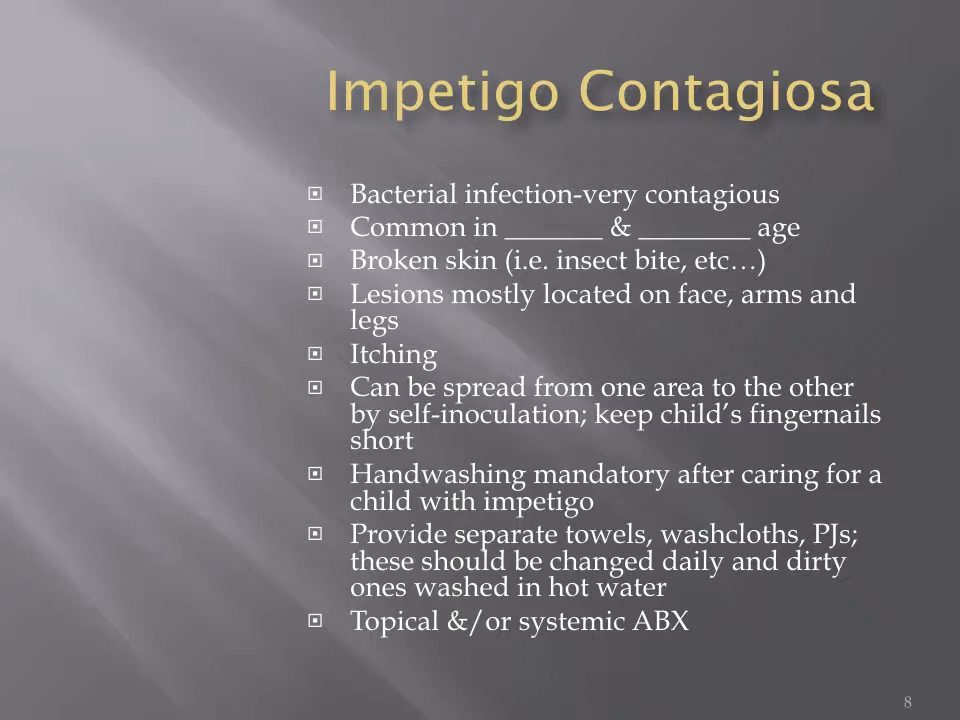 Impetigo Contagiosa
Bacterial infection-very contagious
Common in _______ & ________ age
Broken skin (i.e. insect bite, etc…)
Lesions mostly located on face, arms and
legs
Itching
Can be spread from one area to the other
by self-inoculation; keep child’s fingernails
short
Handwashing mandatory after caring for a
child with impetigo
Provide separate towels, washcloths, PJs;
these should be changed daily and dirty
ones washed in hot water
Topical &/or systemic ABX
8